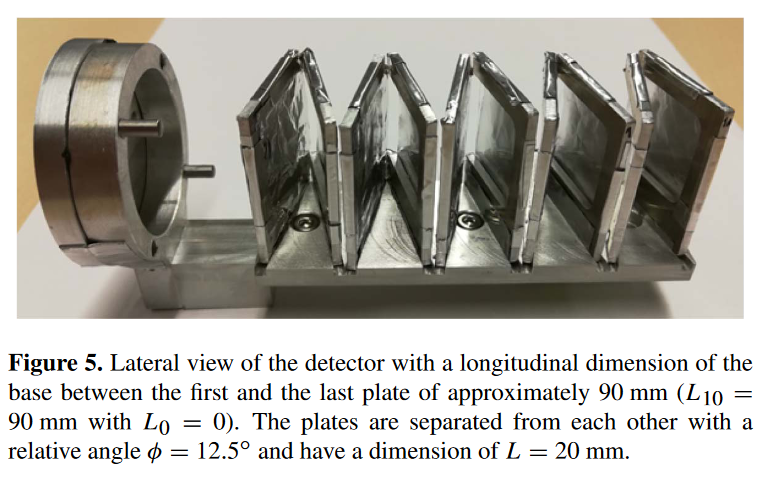 Figure 5. Lateral view of the detector with a longitudinal dimension of the
base between the first and the last plate of approximately 90 mm (L₁₀ =
90 mm with L₀ = 0). The plates are separated from each other with a
relative angle ϕ = 12.5° and have a dimension of L = 20 mm.